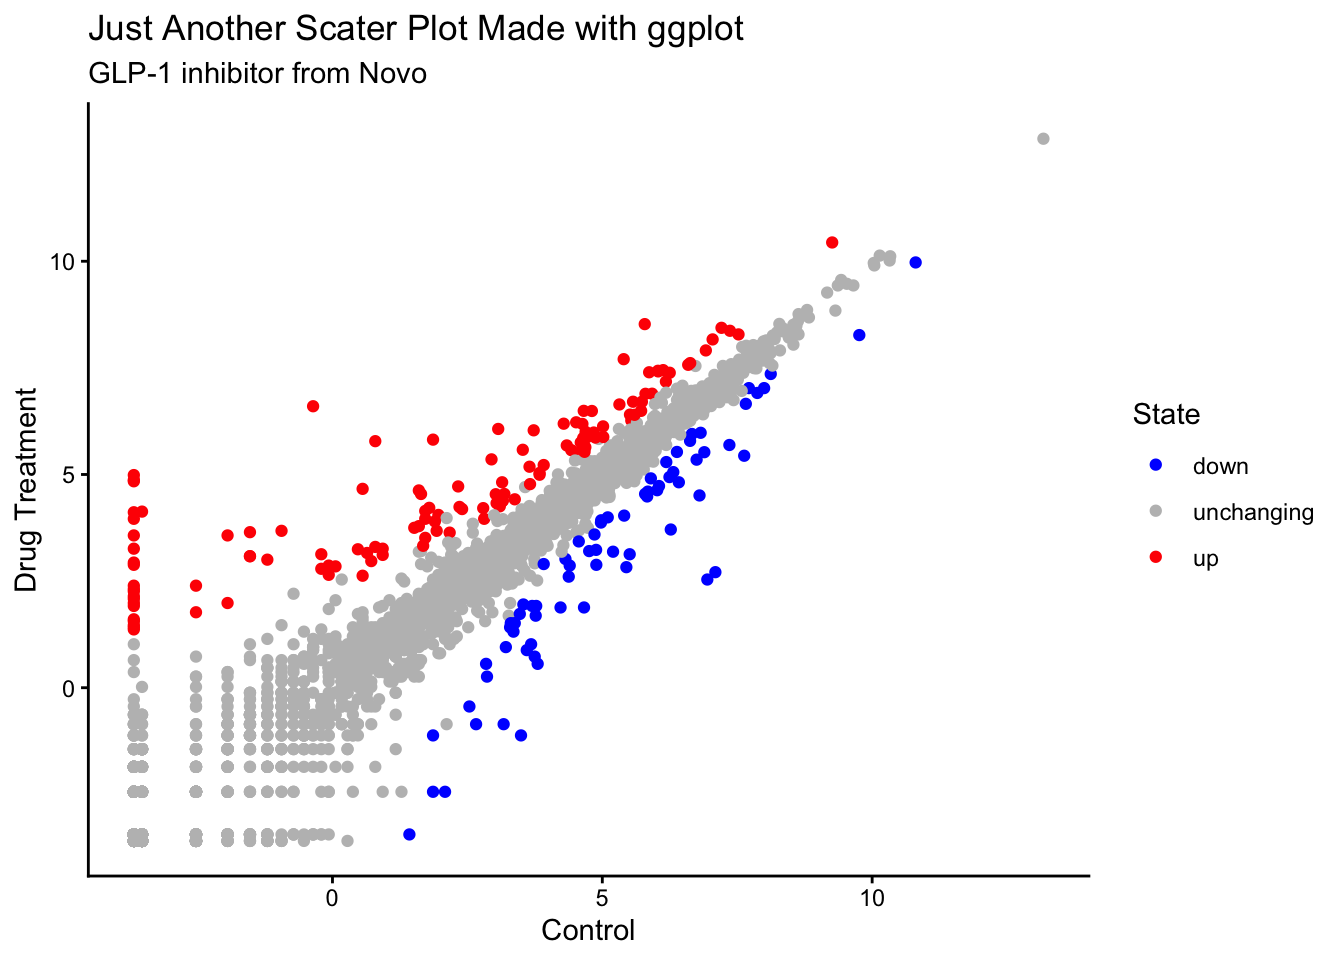 Just Another Scater Plot Made with ggplot
GLP-1 inhibitor from Novo
10
5
0
Drug Treatment
0 5 10
Control
State
down
unchanging
up